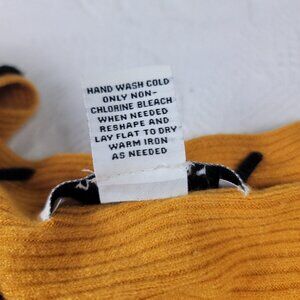 HAND WASH COLD
ONLY NON-
CHLORINE BLEACH
WHEN NEEDED
RESHAPE AND
LAY FLAT TO DRY
WARM IRON
AS NEEDED